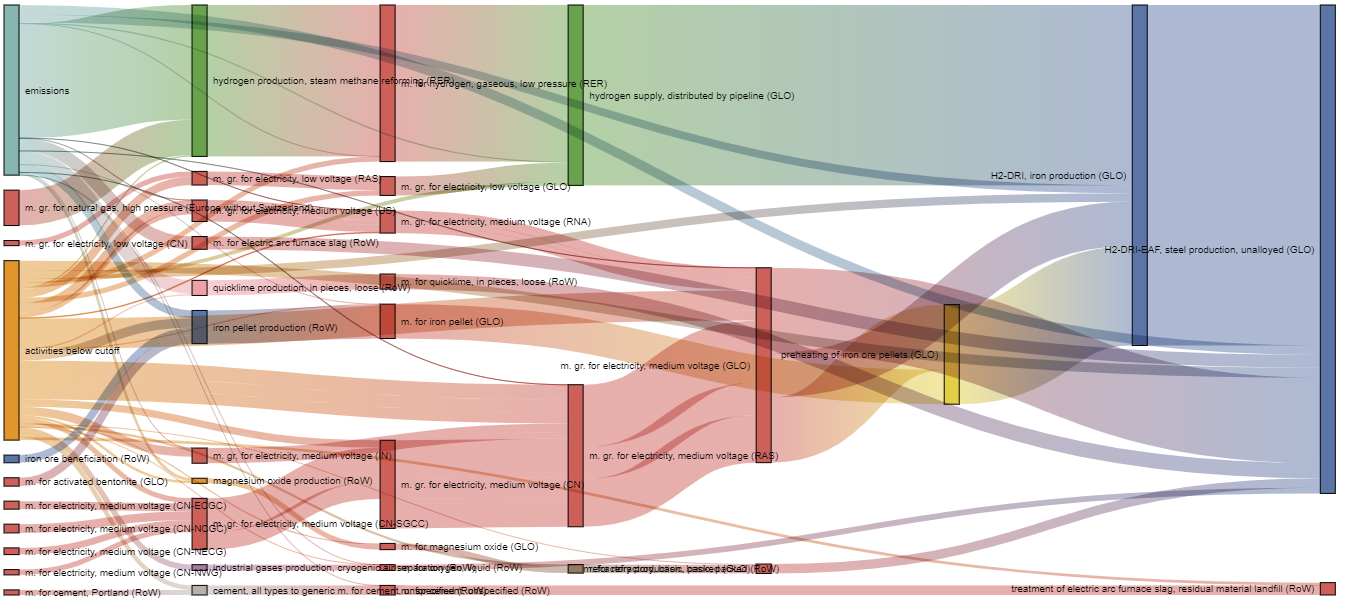 emissions
m. gr. for natural gas, high pressure (Europe without Switzerland)
m. gr. for electricity, low voltage (CN)
activities below cutoff
iron ore beneficiation (RoW)
m. for activated bentonite (GLO)
m. for electricity, medium voltage (CN-ECGC)
m. for electricity, medium voltage (CN-NCGC)
m. for electricity, medium voltage (CN-NECG)
m. for electricity, medium voltage (CN-NWG)
m. for cement, Portland (RoW)
hydrogen production, steam methane reforming (RER)
m. gr. for electricity, low voltage (RAS)
m. gr. for electricity, medium voltage (US)
m. for electric arc furnace slag (RoW)
quicklime production, in pieces, loose (RoW)
iron pellet production (RoW)
m. gr. for electricity, medium voltage (IN)
magnesium oxide production (RoW)
m. gr. for electricity, medium voltage (CN-SGCC)
industrial gases production, cryogenic air separation (RoW)
cement, all types to generic m. for cement, unspecified (RoW)
m. for hydrogen, gaseous, low pressure (RER)
m. gr. for electricity, low voltage (GLO)
m. gr. for electricity, medium voltage (RNA)
m. for quicklime, in pieces, loose (RoW)
m. for iron pellet (GLO)
m. gr. for electricity, medium voltage (CN)
m. for magnesium oxide (GLO)
m. for oxygen, liquid (RoW)
m. for cement, unspecified (RoW)
hydrogen supply, distributed by pipeline (GLO)
m. gr. for electricity, medium voltage (RAS)
m. gr. for electricity, medium voltage (GLO)
preheating of iron ore pellets (GLO)
H2-DRI, iron production (GLO)
H2-DRI-EAF, steel production, unalloyed (GLO)
treatment of electric arc furnace slag, residual material landfill (RoW)